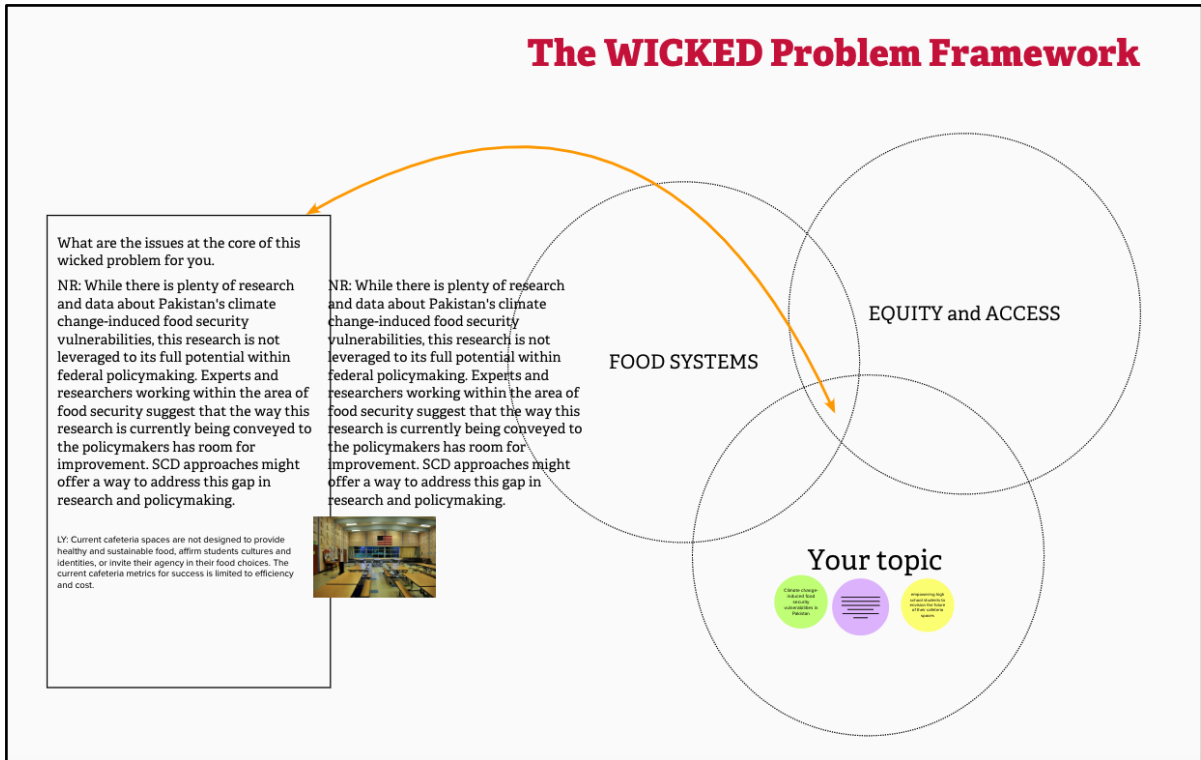 The WICKED Problem Framework
What are the issues at the core of this
wicked problem for you.
NR: While there is plenty of research
and data about Pakistan's climate
change-induced food security
vulnerabilities, this research is not
leveraged to its full potential within
federal policymaking. Experts and
researchers working within the area of
food security suggest that the way this
research is currently being conveyed to
the policymakers has room for
improvement. SCD approaches might
offer a way to address this gap in
research and policymaking.
LY: Current cafeteria spaces are not designed to provide
healthy and sustainable food, affirm students cultures and
identities, or invite their agency in their food choices. The
current cafeteria metrics for success is limited to efficiency
and cost.
NR: While there is plenty of research
and data about Pakistan's climate
change-induced food security
vulnerabilities, this research is not
leveraged to its full potential within
federal policymaking. Experts and
researchers working within the area of
food security suggest that the way this
research is currently being conveyed to
the policymakers has room for
improvement. SCD approaches might
offer a way to address this gap in
research and policymaking.
FOOD SYSTEMS
EQUITY and ACCESS
Your topic
Climate change-
induced food
security
vulnerabilities in
Pakistan
empowering high
school students to
envision the future
of their cafeteria
spaces